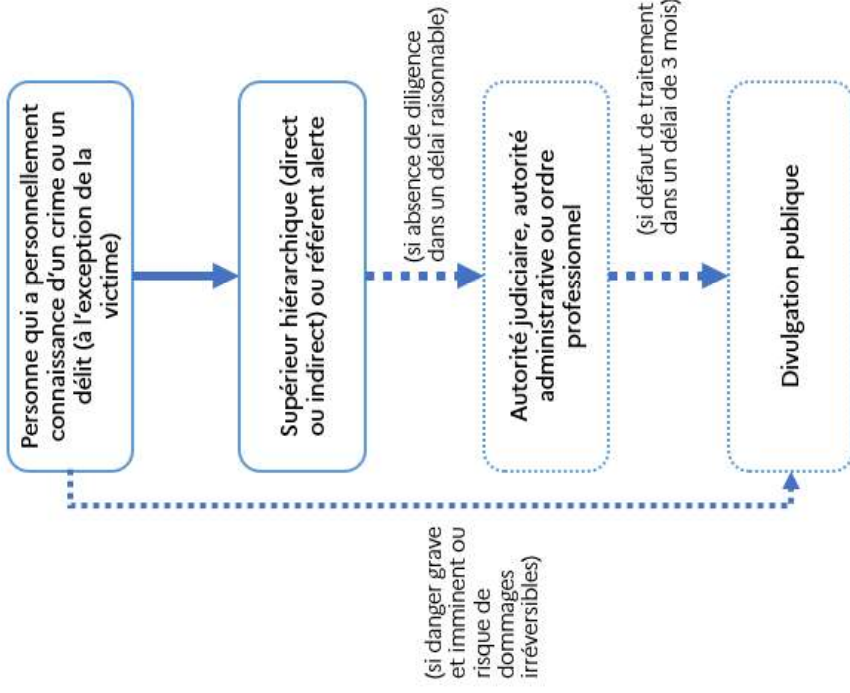 Personne qui a personnellement
connaissance d'un crime ou un
délit (à l'exception de la
victime)
Supérieur hiérarchique (direct
ou indirect) ou référent alerte
(si absence de diligence
dans un délai raisonnable)
Autorité judiciaire, autorité
administrative ou ordre
professionnel
(si défaut de traitement
dans un délai de 3 mois)
Divulgation publique
(si danger grave
et imminent ou
risque de
dommages
irréversibles)